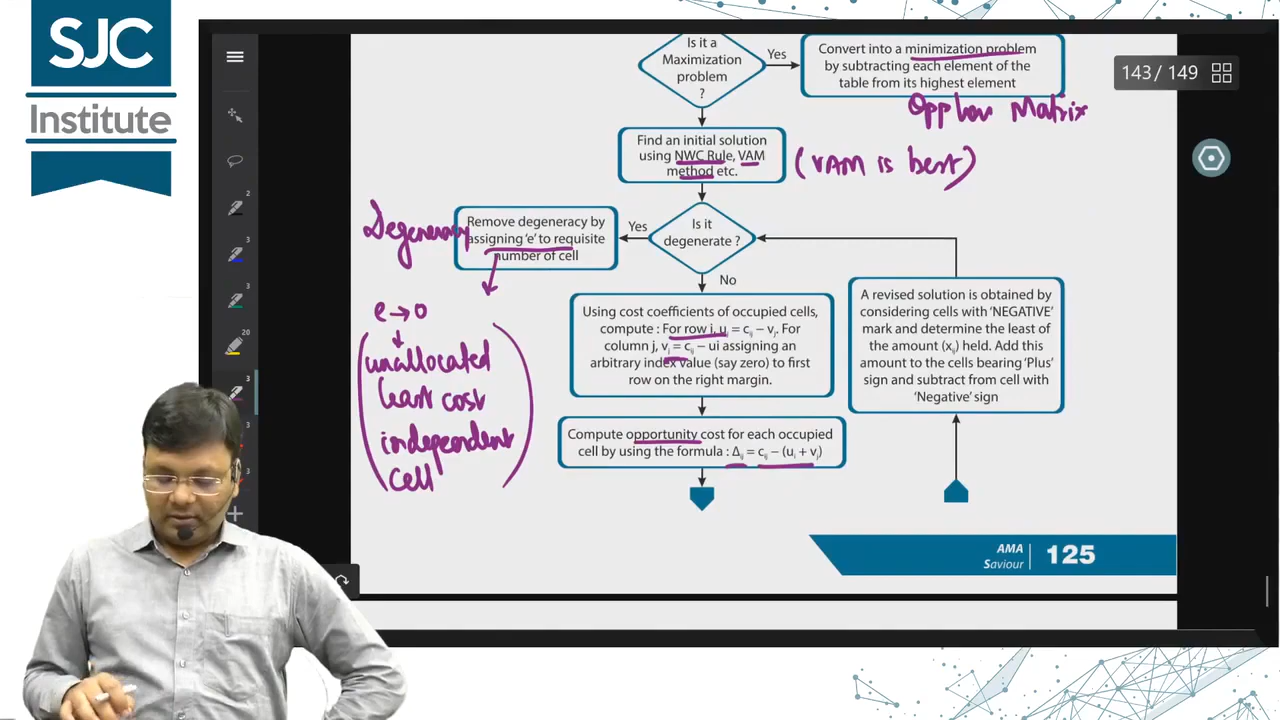 SJC
Institute
143 / 149
Is it a
Maximization
problem
?
Yes
Convert into a minimization problem
by subtracting each element of the
table from its highest element
Opp loss Matrix
Find an initial solution
using NWC Rule, VAM
method etc.
(VAM is best)
Degeneracy
Remove degeneracy by
assigning 'e' to requisite
number of cell
Yes
Is it
degenerate ?
No
e → 0
unallocated
least cost
independent
cell
Using cost coefficients of occupied cells,
compute : For row i, uᵢ = cᵢⱼ – vⱼ. For
column j, vⱼ = cᵢⱼ – ui assigning an
arbitrary index value (say zero) to first
row on the right margin.
A revised solution is obtained by
considering cells with 'NEGATIVE'
mark and determine the least of
the amount (xᵢⱼ) held. Add this
amount to the cells bearing 'Plus'
sign and subtract from cell with
'Negative' sign
Compute opportunity cost for each occupied
cell by using the formula : Δᵢⱼ = cᵢⱼ – (uᵢ + vⱼ)
AMA
Saviour
125
2
3
3
20
3
3
3